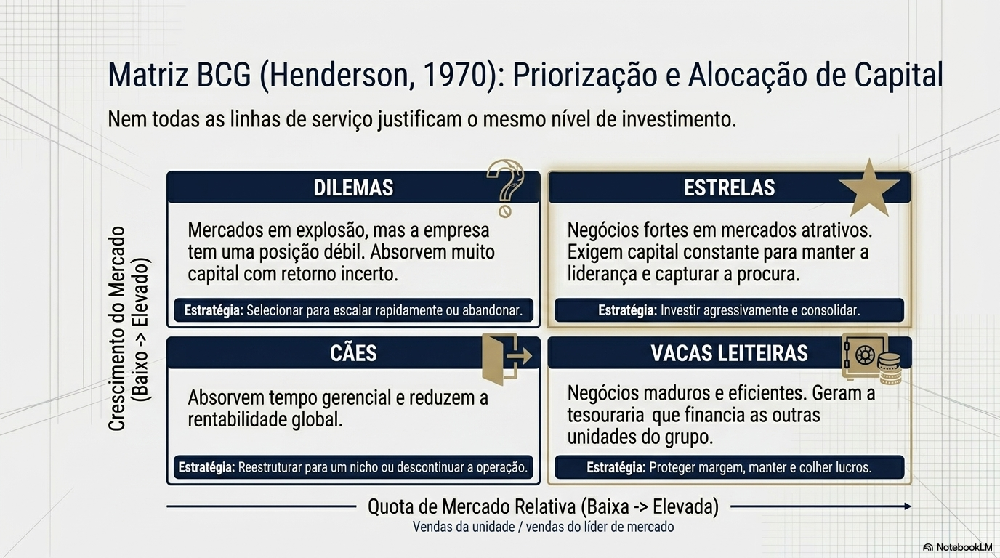 Matriz BCG (Henderson, 1970): Priorização e Alocação de Capital
Nem todas as linhas de serviço justificam o mesmo nível de investimento.
Crescimento do Mercado
(Baixo -> Elevado)
DILEMAS
Mercados em explosão, mas a empresa
tem uma posição débil. Absorvem muito
capital com retorno incerto.
Estratégia: Selecionar para escalar rapidamente ou abandonar.
ESTRELAS
Negócios fortes em mercados atrativos.
Exigem capital constante para manter a
liderança e capturar a procura.
Estratégia: Investir agressivamente e consolidar.
CÃES
Absorvem tempo gerencial e reduzem a
rentabilidade global.
Estratégia: Reestruturar para um nicho ou descontinuar a operação.
VACAS LEITEIRAS
Negócios maduros e eficientes. Geram a
tesouraria que financia as outras
unidades do grupo.
Estratégia: Proteger margem, manter e colher lucros.
Quota de Mercado Relativa (Baixa -> Elevada)
Vendas da unidade / vendas do líder de mercado
NotebookLM